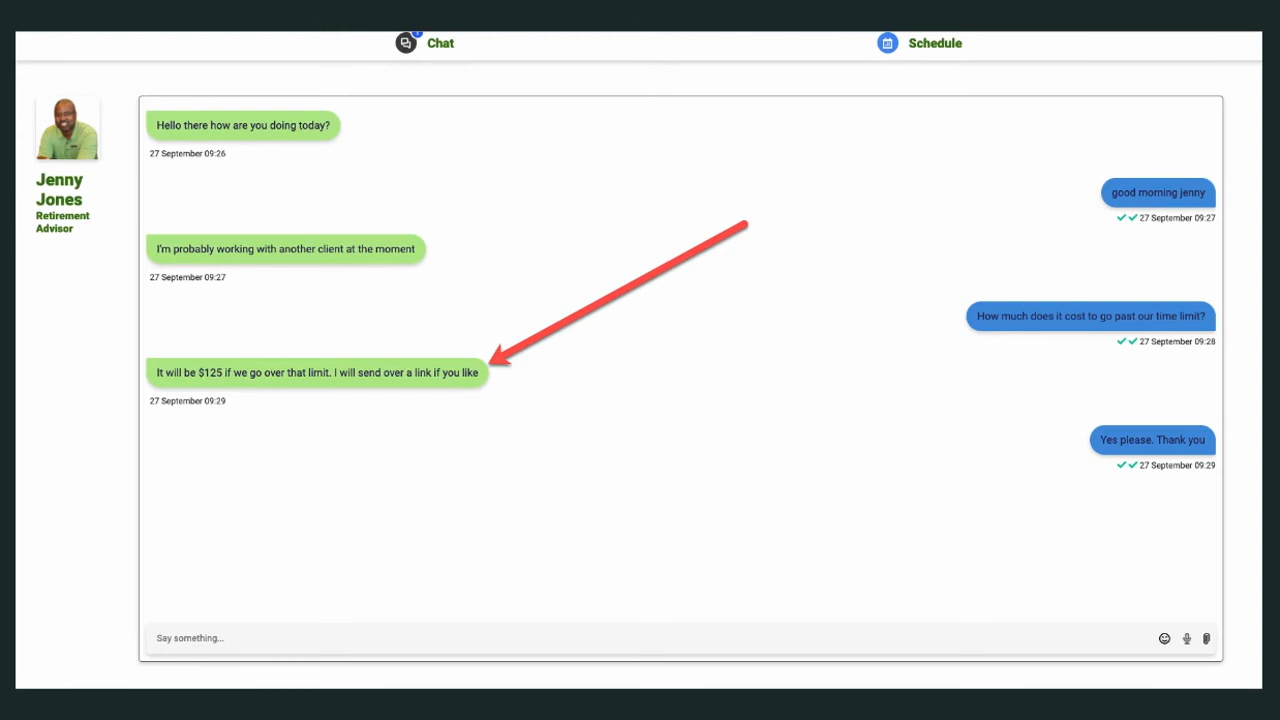 Chat
Schedule
Jenny
Jones
Retirement
Advisor
Hello there how are you doing today?
27 September 09:26
good morning jenny
27 September 09:27
I'm probably working with another client at the moment
27 September 09:27
How much does it cost to go past our time limit?
27 September 09:28
It will be $125 if we go over that limit. I will send over a link if you like
27 September 09:29
Yes please. Thank you
27 September 09:29
Say something...